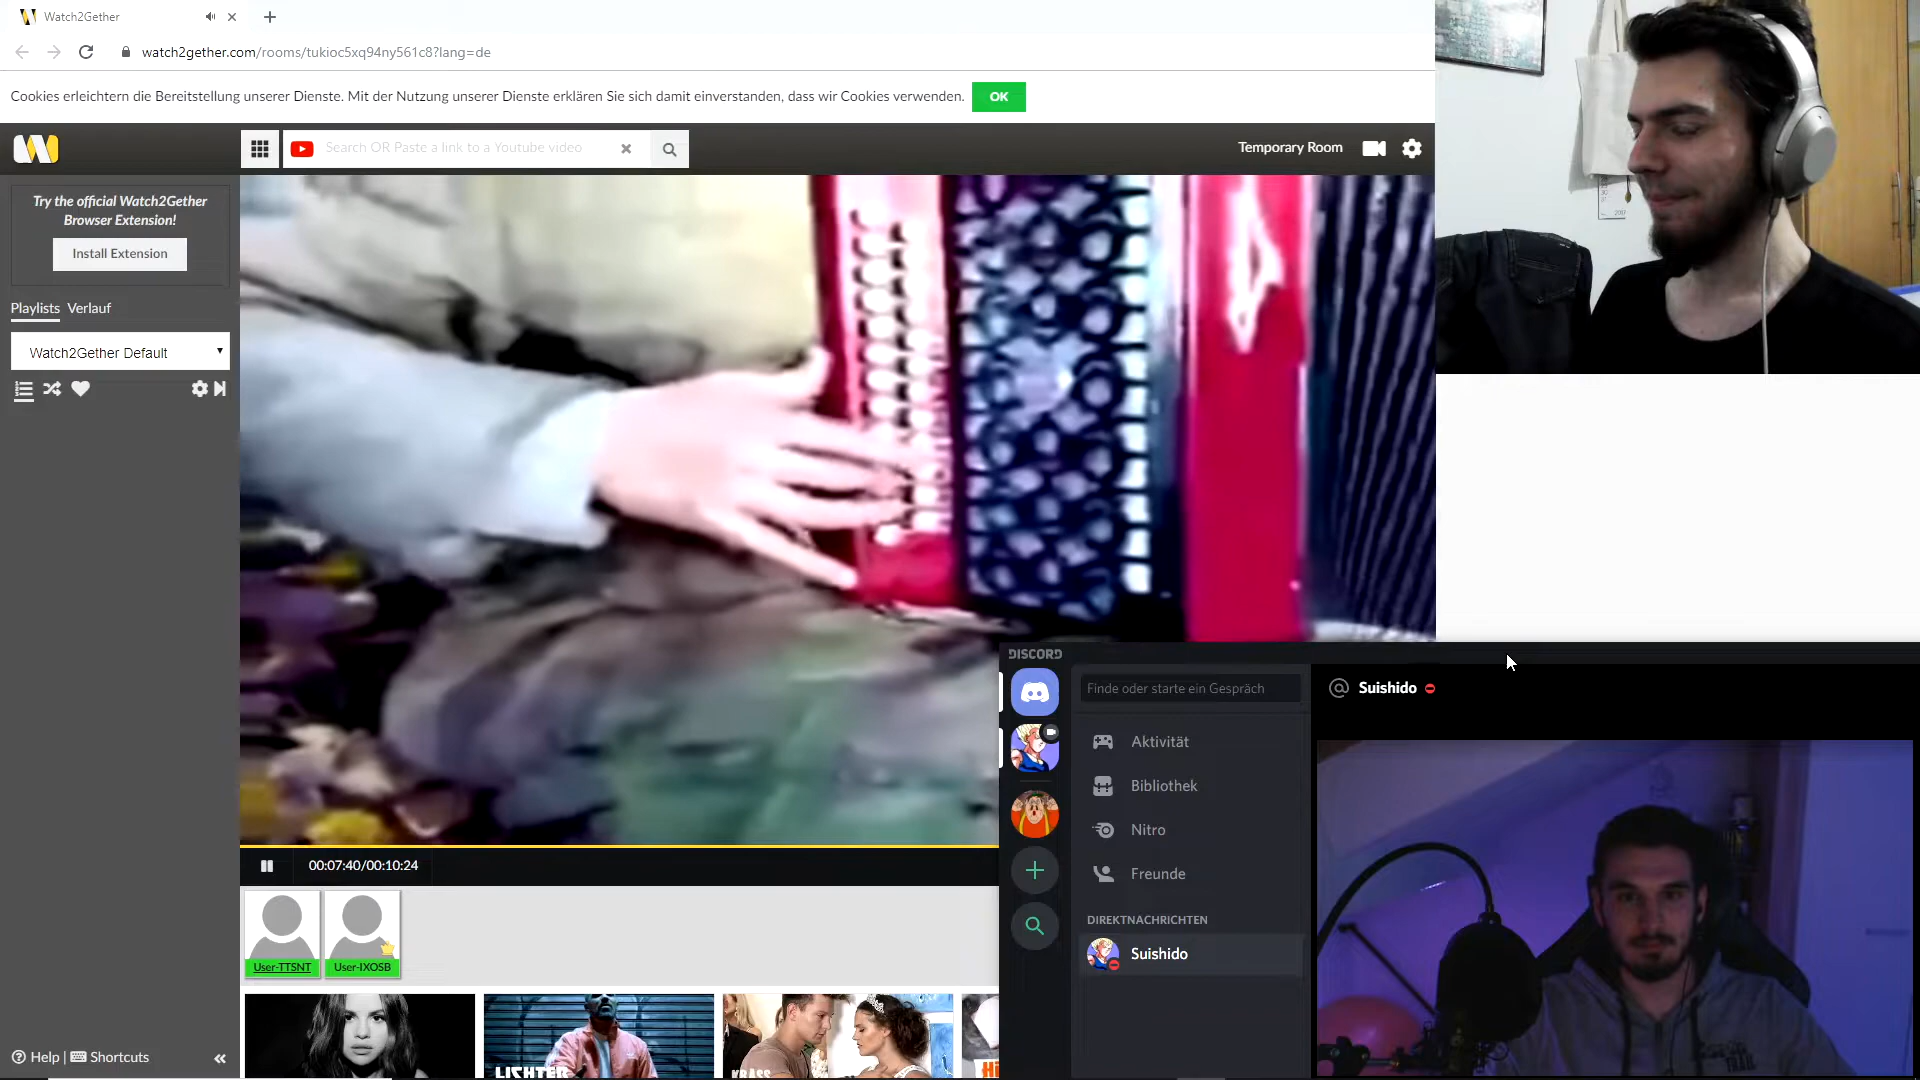 Watch2Gether
watch2gether.com/rooms/tukioc5xq94ny561c8?lang=de
Cookies erleichtern die Bereitstellung unserer Dienste. Mit der Nutzung unserer Dienste erklären Sie sich damit einverstanden, dass wir Cookies verwenden. OK
Search OR Paste a link to a Youtube video
Temporary Room
Try the official Watch2Gether
Browser Extension!
Install Extension
Playlists Verlauf
Watch2Gether Default
DISCORD
Finde oder starte ein Gespräch
@ Suishido
Aktivität
Bibliothek
Nitro
Freunde
DIREKTNACHRICHTEN
Suishido
00:07:40/00:10:24
User-TTSNT User-IXOSB
LICHTER
KRASS
Help | Shortcuts